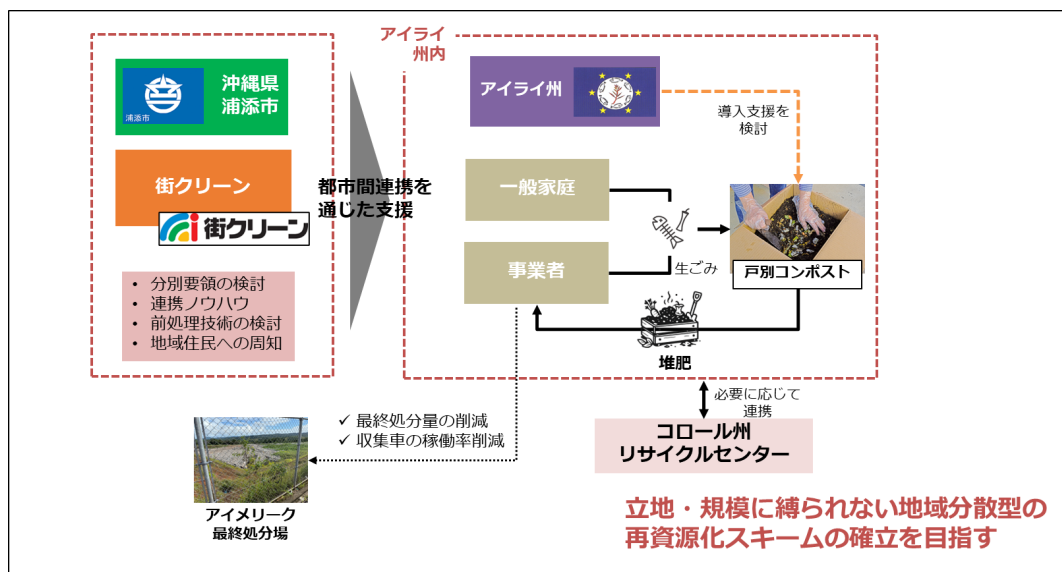 沖縄県
浦添市
浦添市
街クリーン
街クリーン
・ 分別要領の検討
・ 連携ノウハウ
・ 前処理技術の検討
・ 地域住民への周知
都市間連携を
通じた支援
アイライ
州内
アイライ州
導入支援を
検討
一般家庭
事業者
生ごみ
戸別コンポスト
堆肥
必要に応じて
連携
コロール州
リサイクルセンター
✓ 最終処分量の削減
✓ 収集車の稼働率削減
アイメリーク
最終処分場
立地・規模に縛られない地域分散型の
再資源化スキームの確立を目指す